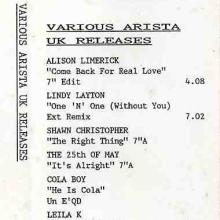 VARIOUS ARISTA UK RELEASES
VARIOUS ARISTA
UK RELEASES
ALISON LIMERICK
"Come Back For Real Love"
7" Edit 4.08
LINDY LAYTON
"One 'N' One (Without You)
Ext Remix 7.02
SHAWN CHRISTOPHER
"The Right Thing" 7"A
THE 25th OF MAY
"It's Alright" 7"A
COLA BOY
"He Is Cola"
Un E'QD
LEILA K